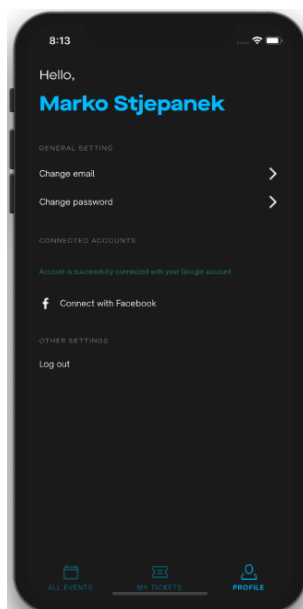 8:13
Hello,
Marko Stjepanek
GENERAL SETTING
Change email
Change password
CONNECTED ACCOUNTS
Account is successfully connected with your Google account
Connect with Facebook
OTHER SETTINGS
Log out
ALL EVENTS
MY TICKETS
PROFILE